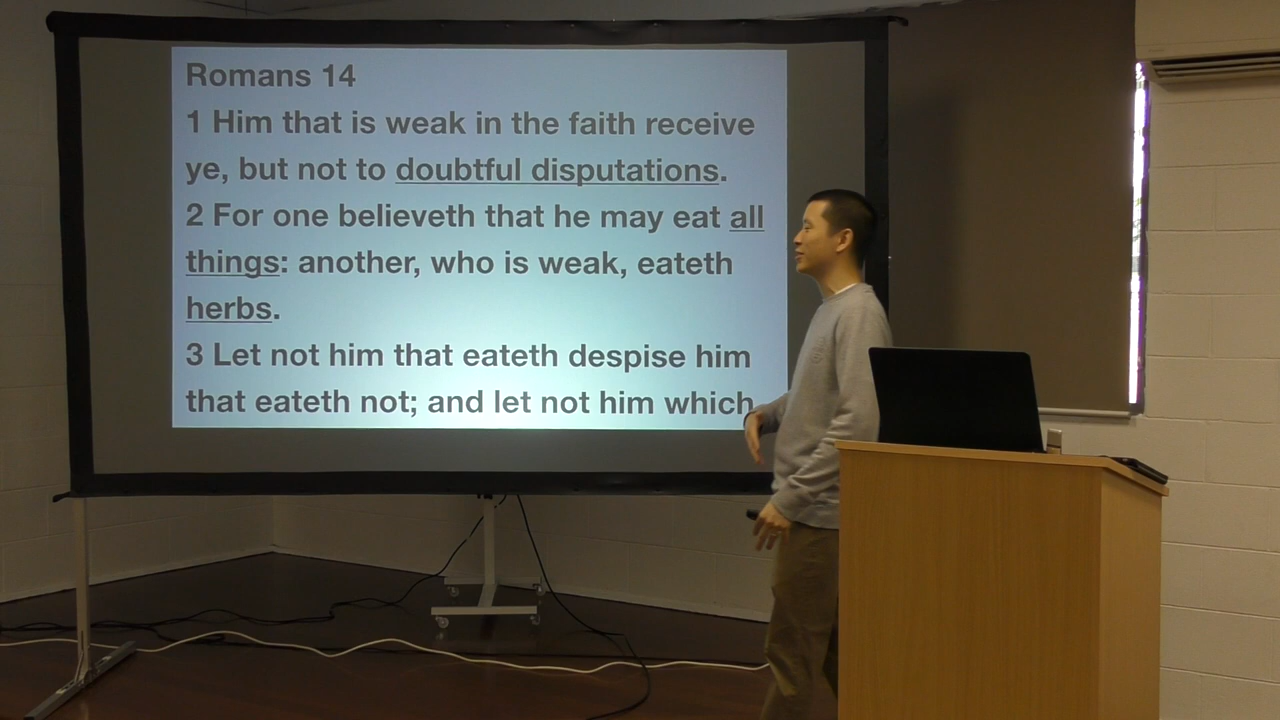 Romans 14
1 Him that is weak in the faith receive
ye, but not to doubtful disputations.
2 For one believeth that he may eat all
things: another, who is weak, eateth
herbs.
3 Let not him that eateth despise him
that eateth not; and let not him which